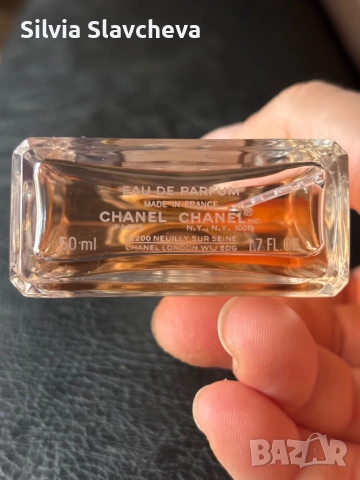 Silvia Slavcheva
EAU DE PARFUM
MADE IN FRANCE
CHANEL CHANEL® INC
N.Y., N.Y. 10019
50 ml 92200 NEUILLY SUR SEINE 1.7 FL. OZ
CHANEL LONDON W1J 6DG
BAZAR